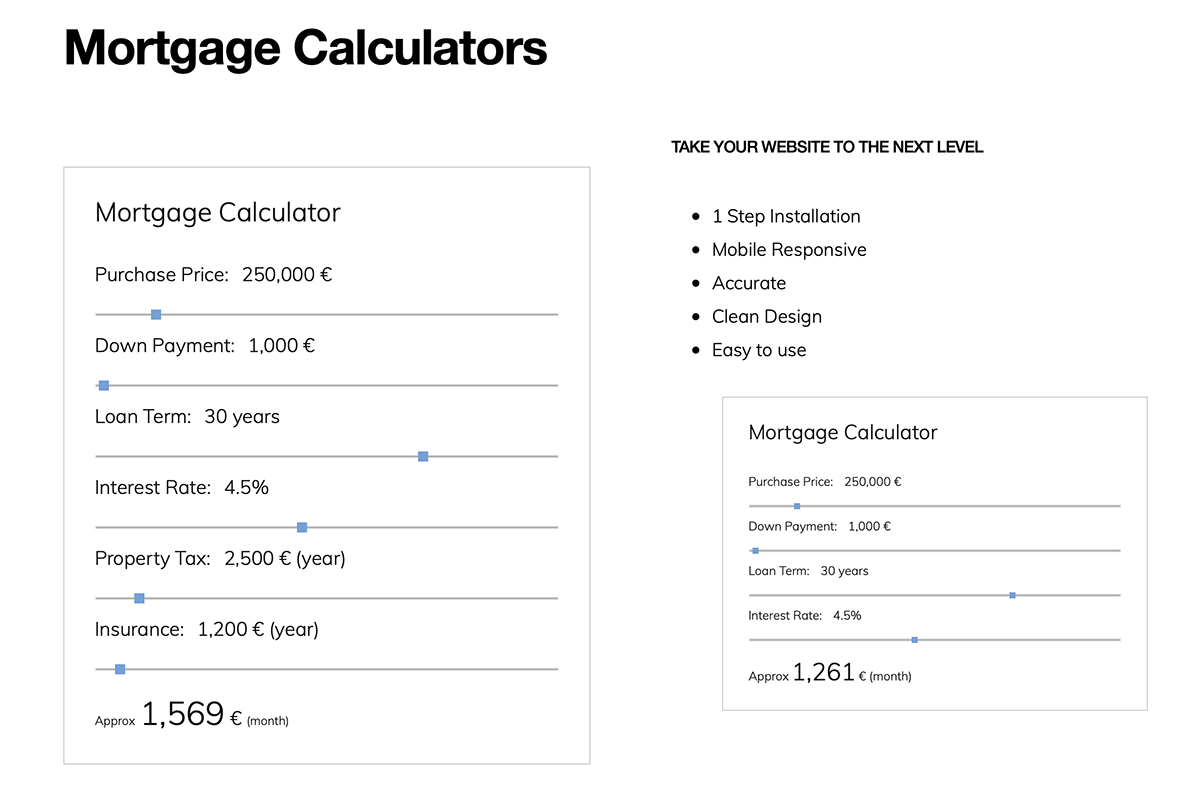 Mortgage Calculators
Mortgage Calculator
Purchase Price: 250,000 €
Down Payment: 1,000 €
Loan Term: 30 years
Interest Rate: 4.5%
Property Tax: 2,500 € (year)
Insurance: 1,200 € (year)
Approx 1,569 € (month)
TAKE YOUR WEBSITE TO THE NEXT LEVEL
1 Step Installation
Mobile Responsive
Accurate
Clean Design
Easy to use
Mortgage Calculator
Purchase Price: 250,000 €
Down Payment: 1,000 €
Loan Term: 30 years
Interest Rate: 4.5%
Approx 1,261 € (month)